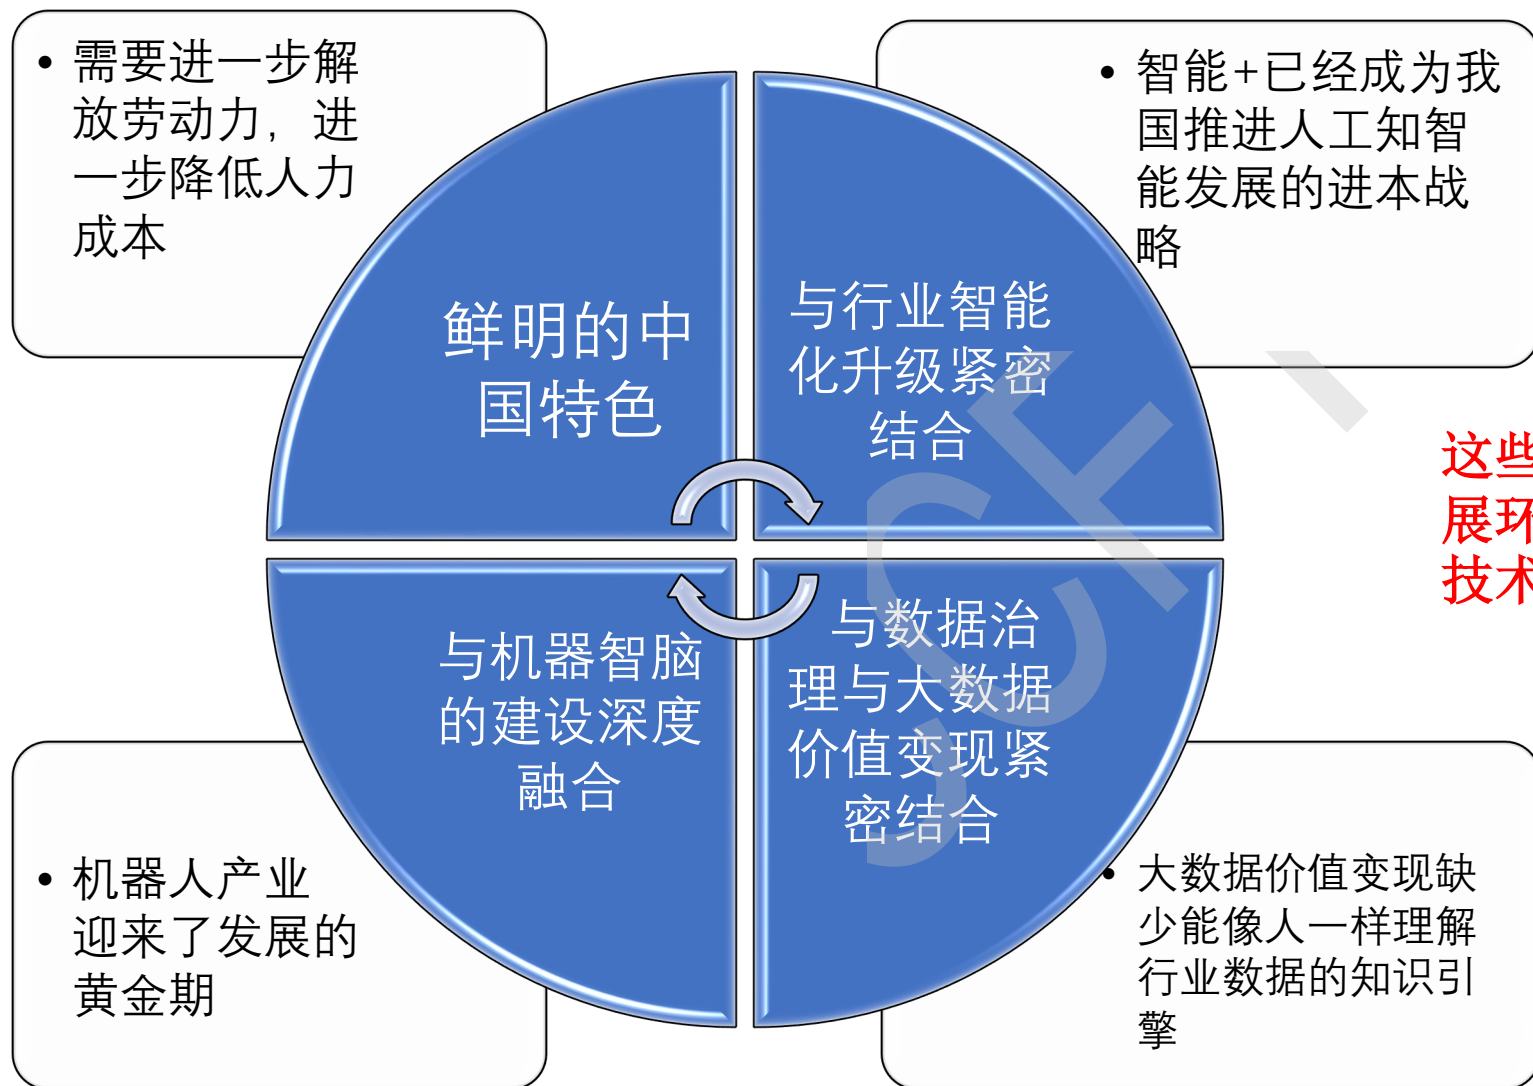 • 需要进一步解
放劳动力，进
一步降低人力
成本
• 智能+已经成为我
国推进人工知智
能发展的进本战
略
鲜明的中
国特色
与行业智能
化升级紧密
结合
这些
展环
技术
与机器智脑
的建设深度
融合
与数据治
理与大数据
价值变现紧
密结合
• 机器人产业
迎来了发展的
黄金期
• 大数据价值变现缺
少能像人一样理解
行业数据的知识引
擎